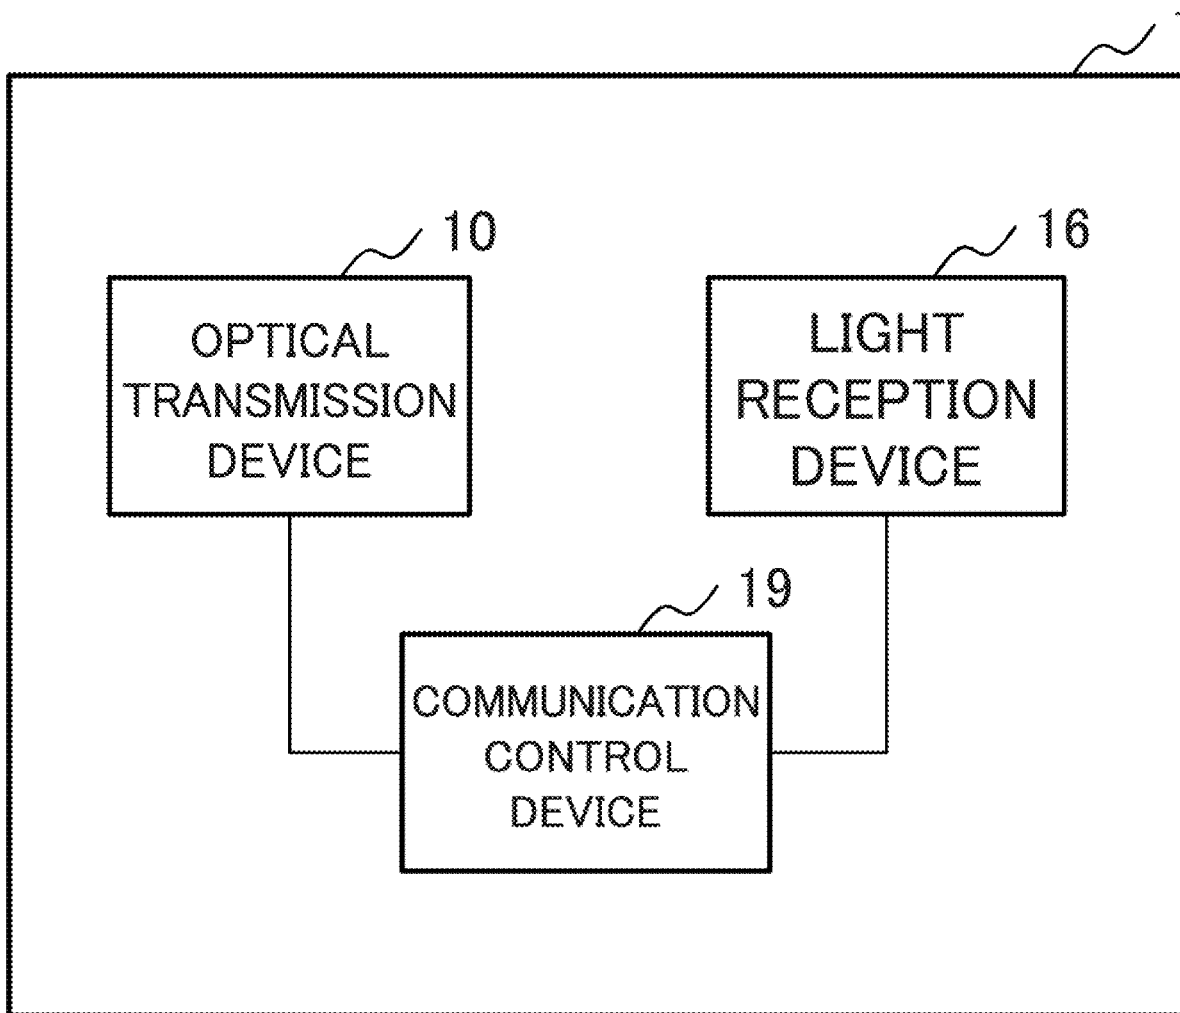 10
OPTICAL
TRANSMISSION
DEVICE
16
LIGHT
RECEPTION
DEVICE
19
COMMUNICATION
CONTROL
DEVICE